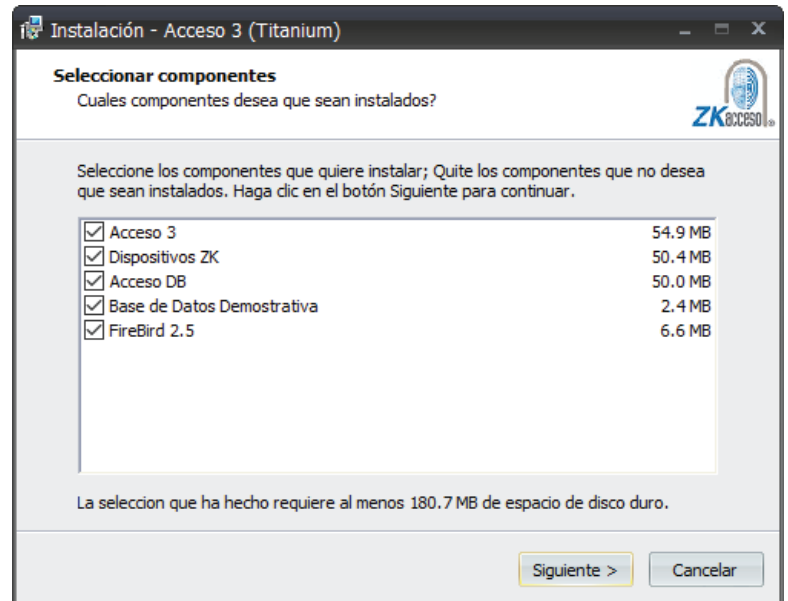 Instalación - Acceso 3 (Titanium)
Seleccionar componentes
Cuales componentes desea que sean instalados?
ZKacceso
Seleccione los componentes que quiere instalar; Quite los componentes que no desea
que sean instalados. Haga clic en el botón Siguiente para continuar.
Acceso 3 54.9 MB
Dispositivos ZK 50.4 MB
Acceso DB 50.0 MB
Base de Datos Demostrativa 2.4 MB
FireBird 2.5 6.6 MB
La seleccion que ha hecho requiere al menos 180.7 MB de espacio de disco duro.
Siguiente > Cancelar